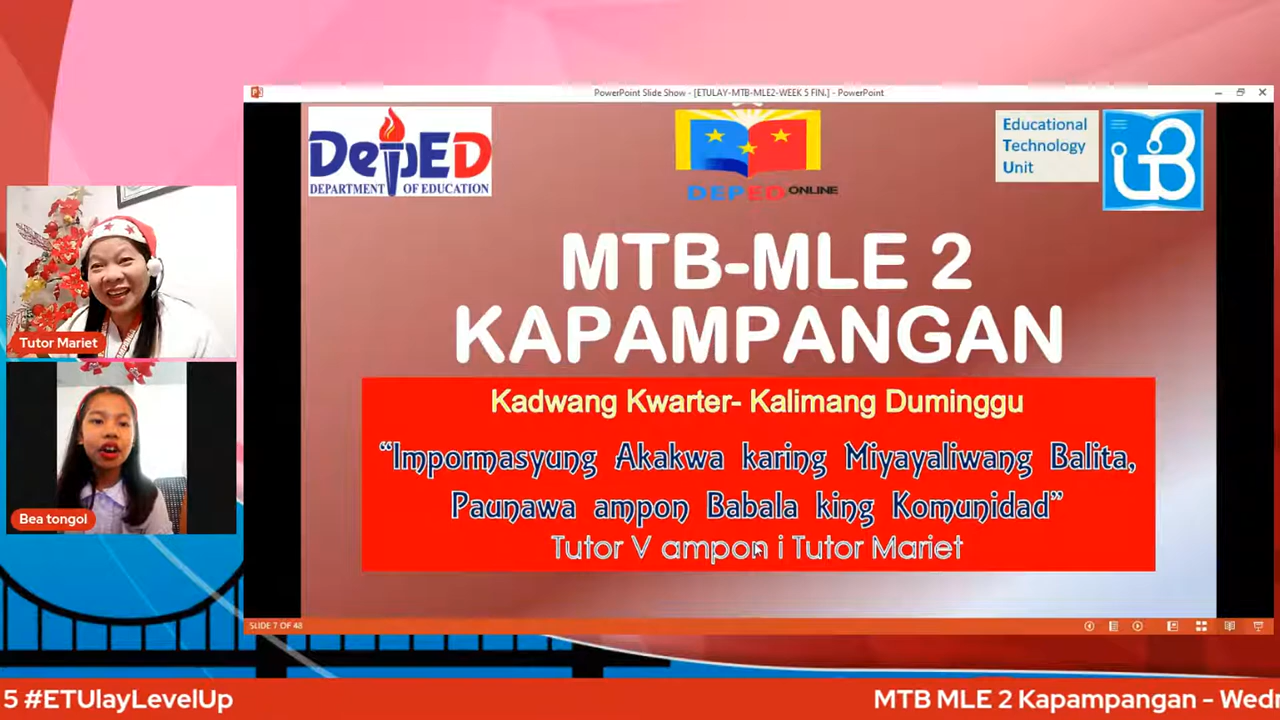 PowerPoint Slide Show - [ETULAY-MTB-MLE2-WEEK 5 FIN.] - PowerPoint
DepED
DEPARTMENT OF EDUCATION
DEPED ONLINE
Educational
Technology
Unit
MTB-MLE 2
KAPAMPANGAN
Kadwang Kwarter- Kalimang Duminggu
“Impormasyung Akakwa karing Miyayaliwang Balita,
Paunawa ampon Babala king Komunidad”
Tutor V ampon i Tutor Mariet
Tutor Mariet
Bea tongol
SLIDE 7 OF 48
5 #ETUlayLevelUp
MTB MLE 2 Kapampangan - Wedn